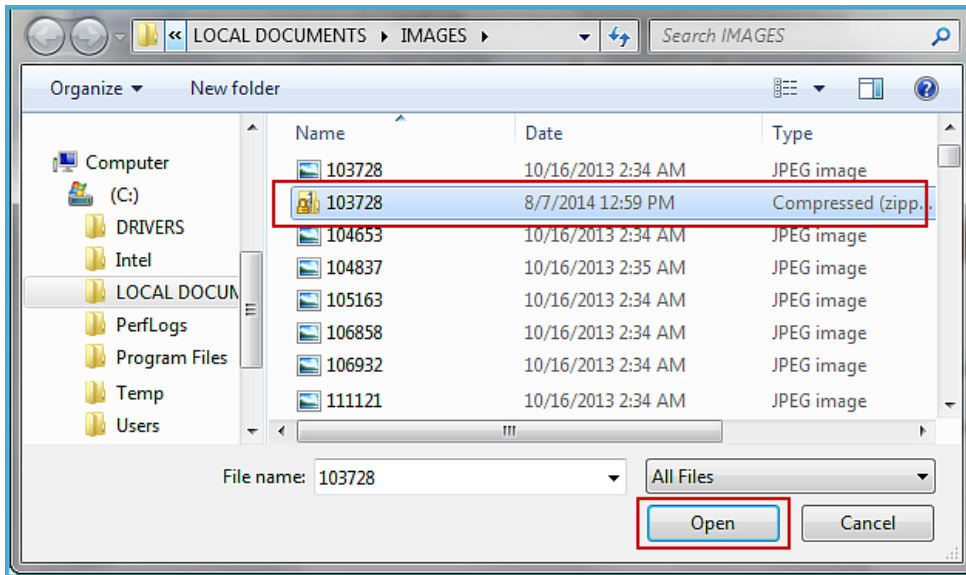 « LOCAL DOCUMENTS ▸ IMAGES ▸ Search IMAGES
Organize ▾ New folder
Name Date Type
Computer
(C:)
DRIVERS
Intel
LOCAL DOCUM
PerfLogs
Program Files
Temp
Users
103728 10/16/2013 2:34 AM JPEG image
103728 8/7/2014 12:59 PM Compressed (zipp...
104653 10/16/2013 2:34 AM JPEG image
104837 10/16/2013 2:35 AM JPEG image
105163 10/16/2013 2:34 AM JPEG image
106858 10/16/2013 2:34 AM JPEG image
106932 10/16/2013 2:34 AM JPEG image
111121 10/16/2013 2:34 AM JPEG image
File name: 103728 All Files
Open Cancel